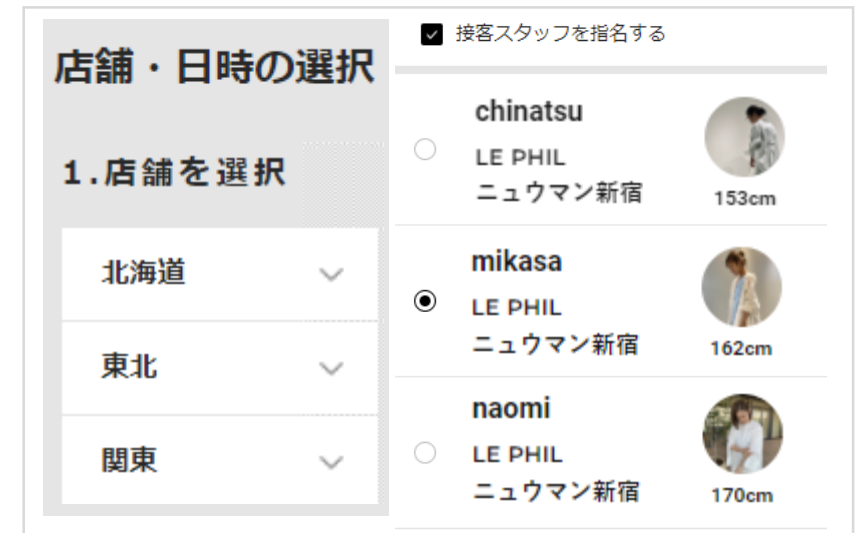 店舗・日時の選択
1.店舗を選択
北海道
東北
関東
接客スタッフを指名する
chinatsu
LE PHIL
ニュウマン新宿
153cm
mikasa
LE PHIL
ニュウマン新宿
162cm
naomi
LE PHIL
ニュウマン新宿
170cm